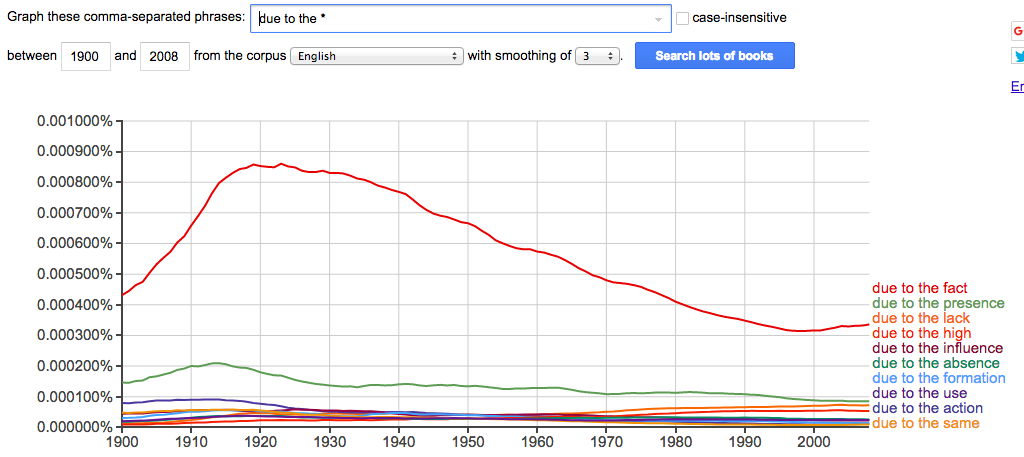 Graph these comma-separated phrases: due to the * case-insensitive
between 1900 and 2008 from the corpus English with smoothing of 3 . Search lots of books
G
Er
0.001000%
0.000900%
0.000800%
0.000700%
0.000600%
0.000500%
0.000400%
0.000300%
0.000200%
0.000100%
0.000000%
1900 1910 1920 1930 1940 1950 1960 1970 1980 1990 2000
due to the fact
due to the presence
due to the lack
due to the high
due to the influence
due to the absence
due to the formation
due to the use
due to the action
due to the same